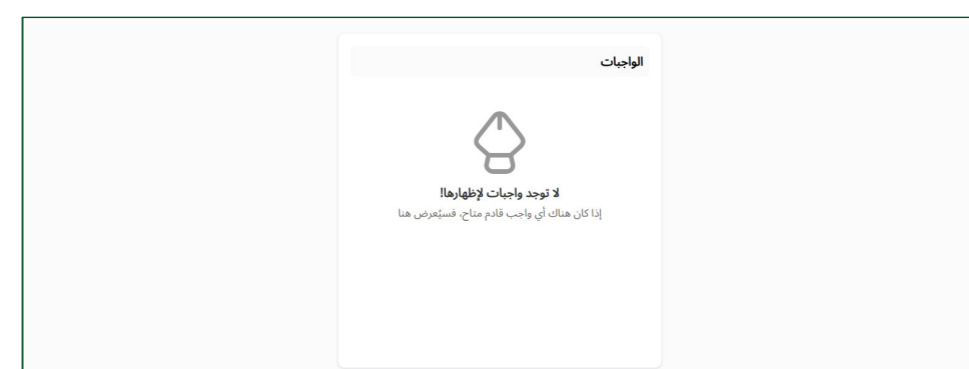 الواجبات
لا توجد واجبات لإظهارها!
إذا كان هناك أي واجب قادم متاح، فسيُعرض هنا